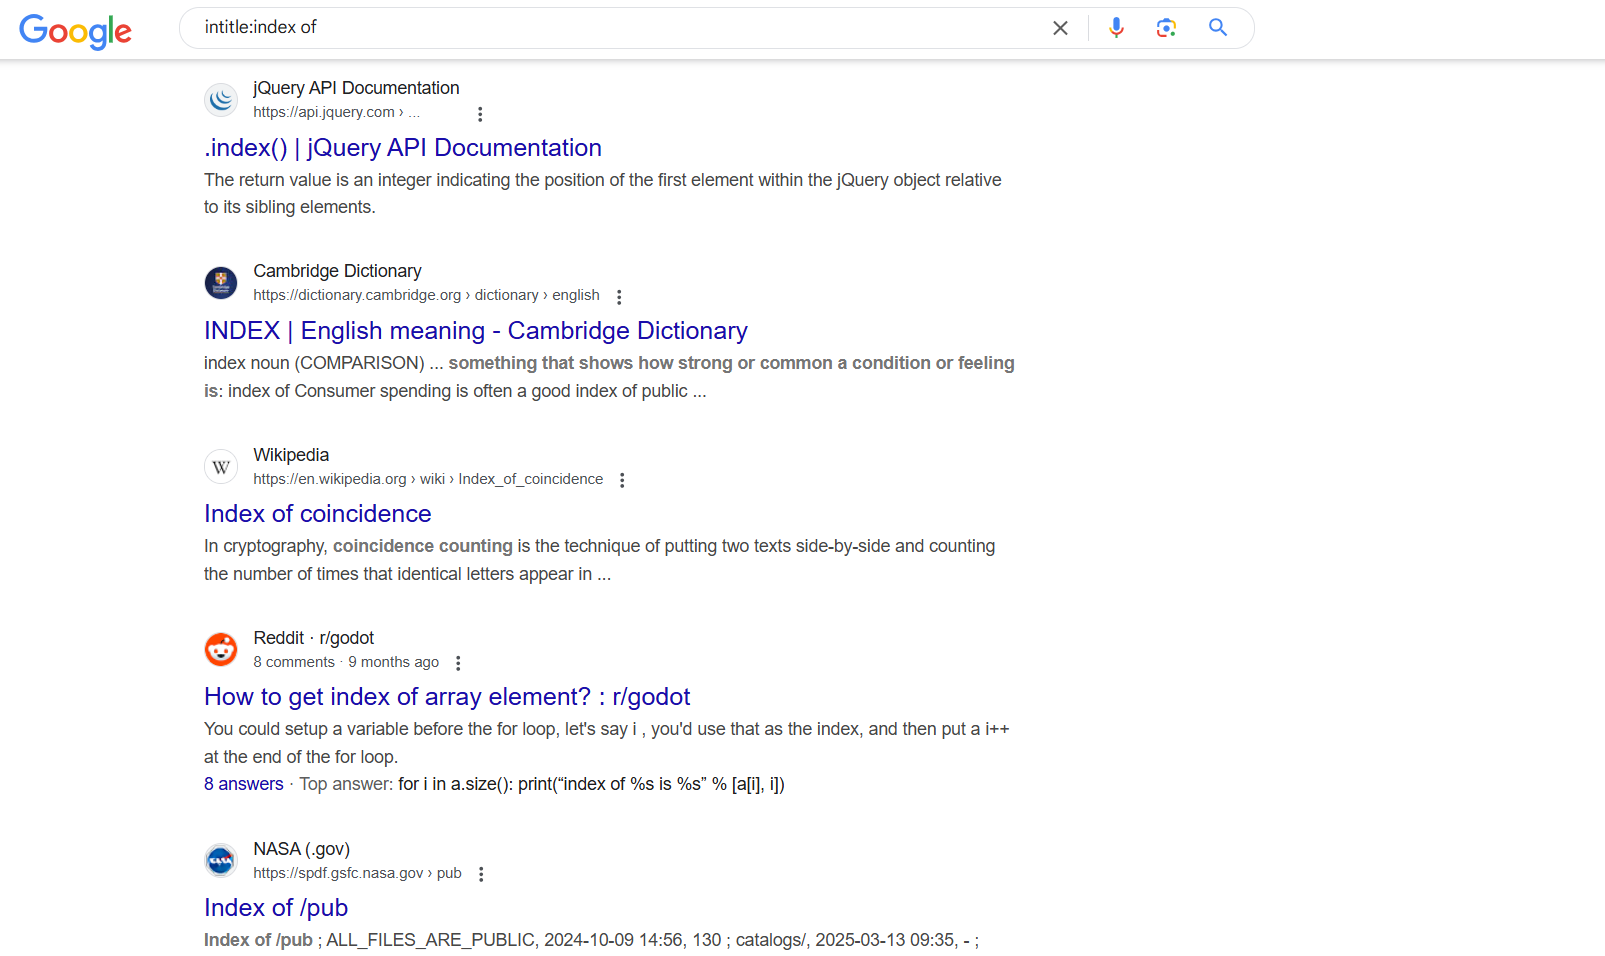 Google
intitle:index of
jQuery API Documentation
https://api.jquery.com › ...
.index() | jQuery API Documentation
The return value is an integer indicating the position of the first element within the jQuery object relative
to its sibling elements.
Cambridge Dictionary
https://dictionary.cambridge.org › dictionary › english
INDEX | English meaning - Cambridge Dictionary
index noun (COMPARISON) ... something that shows how strong or common a condition or feeling
is: index of Consumer spending is often a good index of public ...
W
Wikipedia
https://en.wikipedia.org › wiki › Index_of_coincidence
Index of coincidence
In cryptography, coincidence counting is the technique of putting two texts side-by-side and counting
the number of times that identical letters appear in ...
Reddit · r/godot
8 comments · 9 months ago
How to get index of array element? : r/godot
You could setup a variable before the for loop, let's say i , you'd use that as the index, and then put a i++
at the end of the for loop.
8 answers · Top answer: for i in a.size(): print(“index of %s is %s” % [a[i], i])
NASA (.gov)
https://spdf.gsfc.nasa.gov › pub
Index of /pub
Index of /pub ; ALL_FILES_ARE_PUBLIC, 2024-10-09 14:56, 130 ; catalogs/, 2025-03-13 09:35, - ;